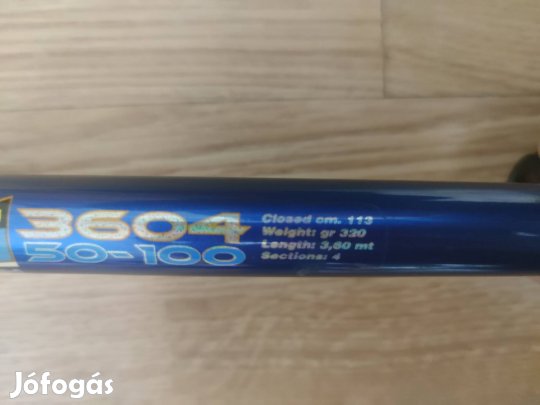 3604
50-100
Closed cm. 113
Weight: gr 320
Length: 3,60 mt
Sections: 4
Jófogás